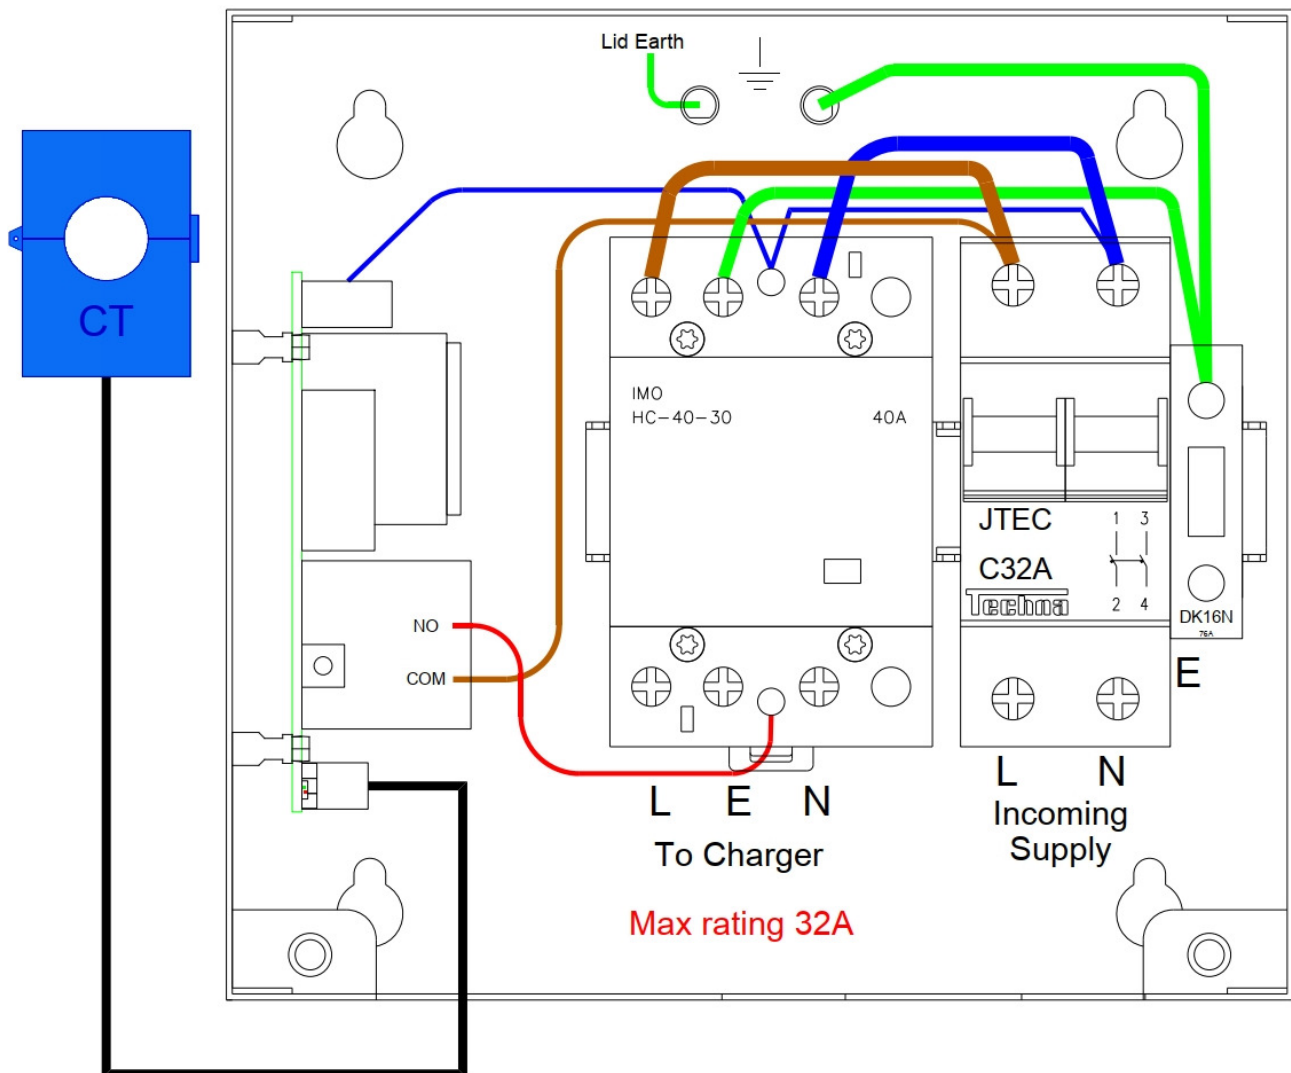 Lid Earth
CT
IMO
HC-40-30 40A
JTEC
1 3
C32A
Techna
2 4
DK16N
76A
NO
COM
E
L E N
To Charger
L N
Incoming
Supply
Max rating 32A